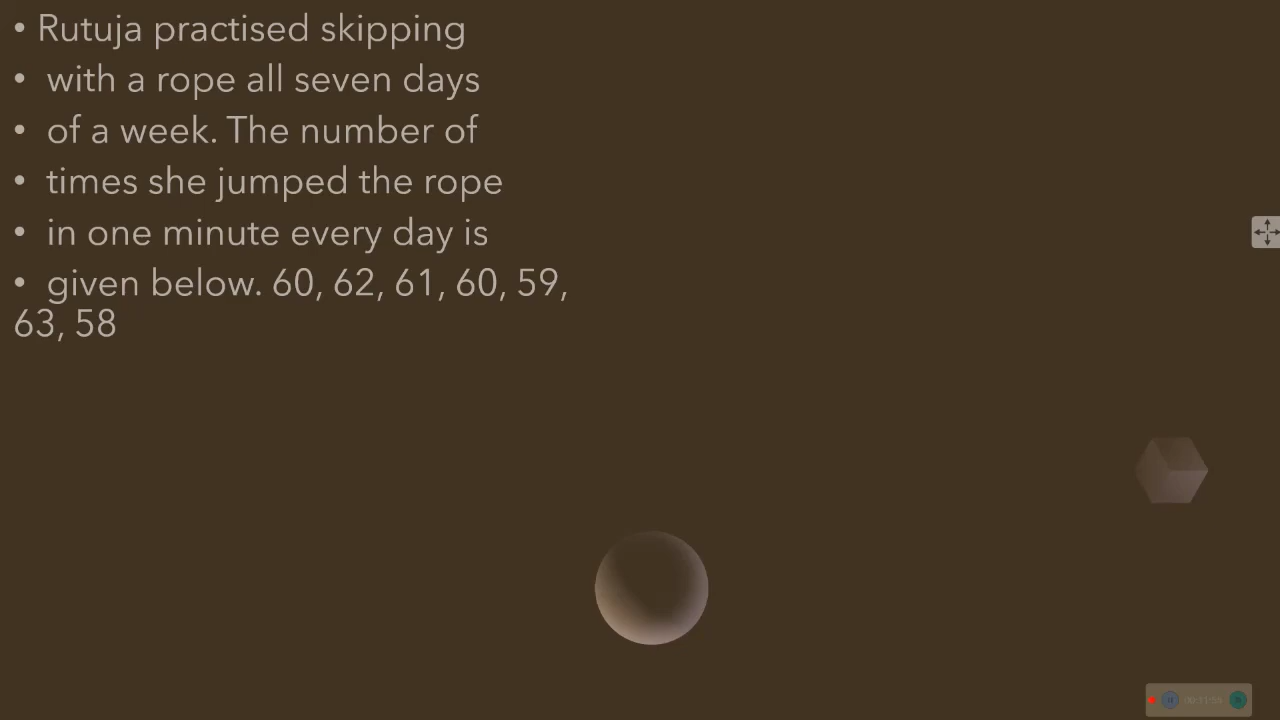 • Rutuja practised skipping
• with a rope all seven days
• of a week. The number of
• times she jumped the rope
• in one minute every day is
• given below. 60, 62, 61, 60, 59,
63, 58